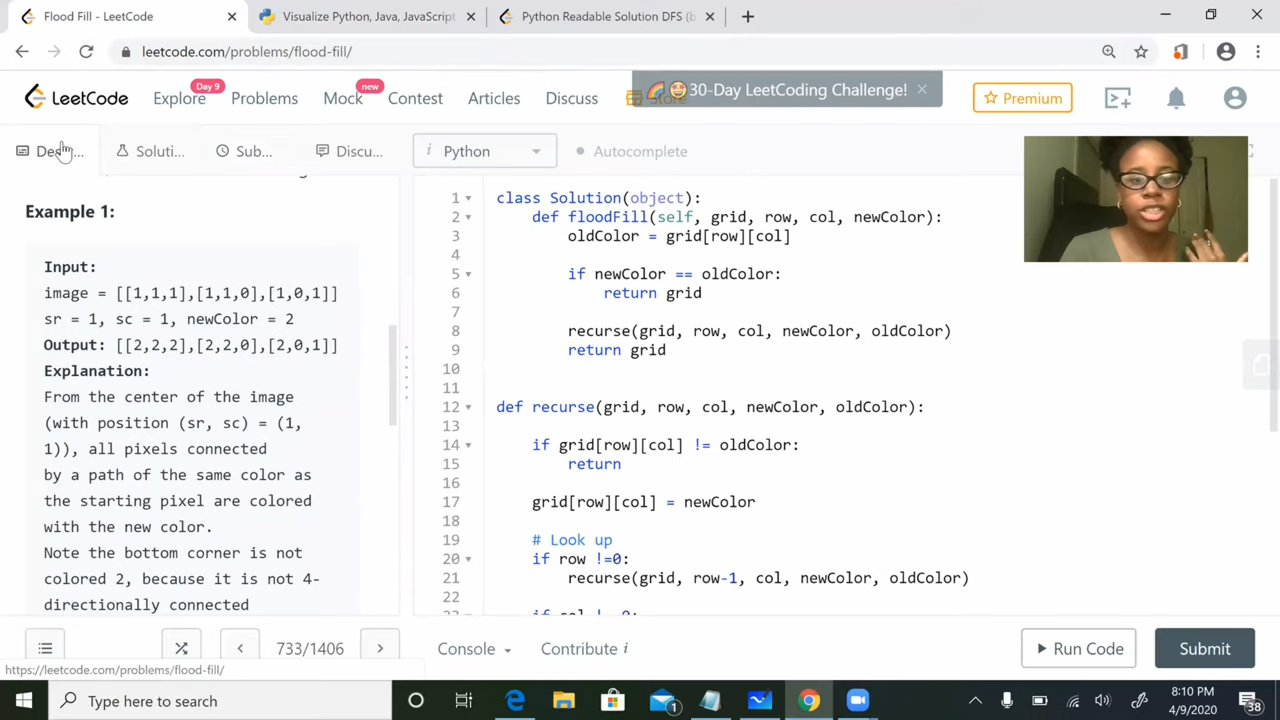 Flood Fill - LeetCode
Visualize Python, Java, JavaScript
Python Readable Solution DFS (b
leetcode.com/problems/flood-fill/
LeetCode
Explore
Day 9
Problems
Mock
new
Contest
Articles
Discuss
30-Day LeetCoding Challenge!
Premium
Soluti...
Sub...
Discu...
i Python
Autocomplete
Example 1:
Input:
image = [[1,1,1],[1,1,0],[1,0,1]]
sr = 1, sc = 1, newColor = 2
Output: [[2,2,2],[2,2,0],[2,0,1]]
Explanation:
From the center of the image
(with position (sr, sc) = (1,
1)), all pixels connected
by a path of the same color as
the starting pixel are colored
with the new color.
Note the bottom corner is not
colored 2, because it is not 4-
directionally connected
1 class Solution(object):
2 def floodFill(self, grid, row, col, newColor):
3 oldColor = grid[row][col]
4
5 if newColor == oldColor:
6 return grid
7
8 recurse(grid, row, col, newColor, oldColor)
9 return grid
10
11
12 def recurse(grid, row, col, newColor, oldColor):
13
14 if grid[row][col] != oldColor:
15 return
16
17 grid[row][col] = newColor
18
19 # Look up
20 if row !=0:
21 recurse(grid, row-1, col, newColor, oldColor)
22
733/1406
Console
Contribute i
Run Code
Submit
https://leetcode.com/problems/flood-fill/
Type here to search
1
8:10 PM
4/9/2020
38